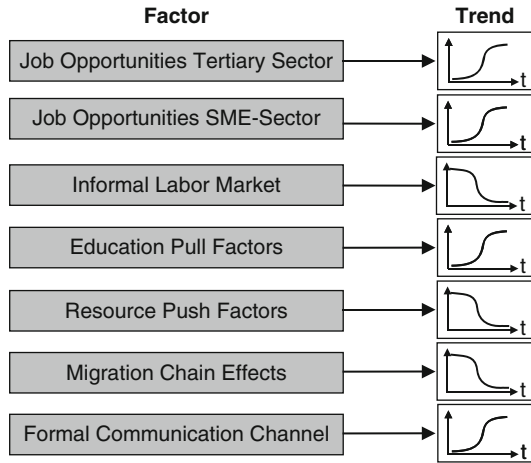 Factor Trend
Job Opportunities Tertiary Sector t
Job Opportunities SME-Sector t
Informal Labor Market t
Education Pull Factors t
Resource Push Factors t
Migration Chain Effects t
Formal Communication Channel t